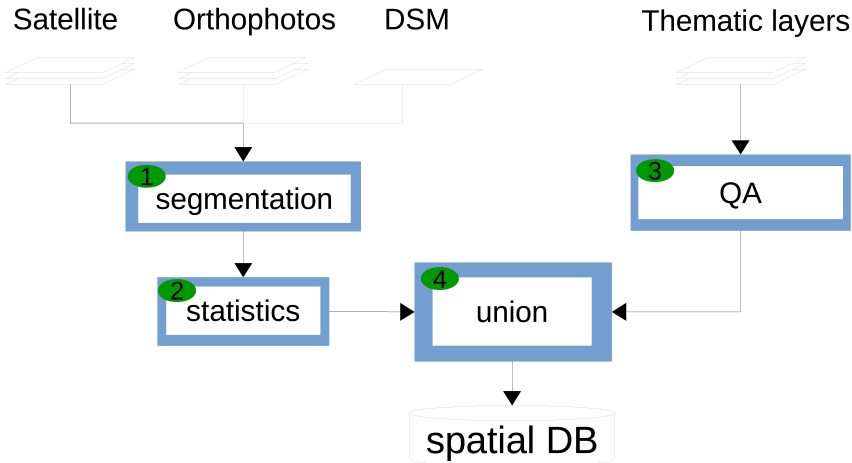 Satellite
Orthophotos
DSM
Thematic layers
1
segmentation
3
QA
2
statistics
4
union
spatial DB